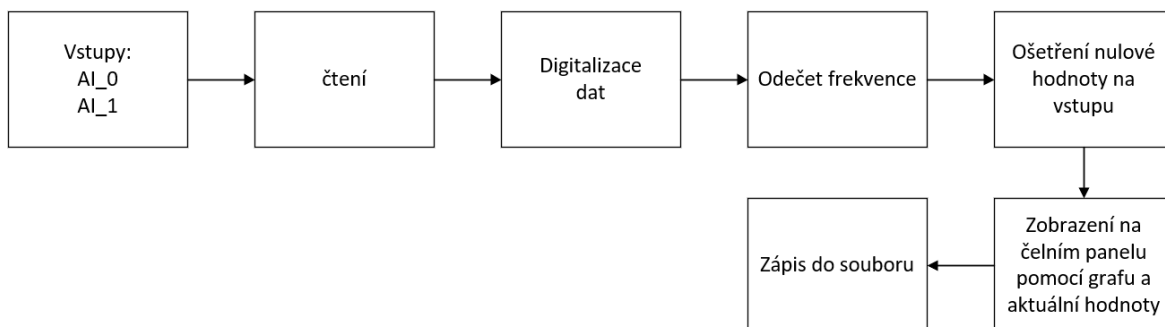 Vstupy:
AI_0
AI_1
čtení
Digitalizace
dat
Odečet frekvence
Ošetření nulové
hodnoty na
vstupu
Zobrazení na
čelním panelu
pomocí grafu a
aktuální hodnoty
Zápis do souboru